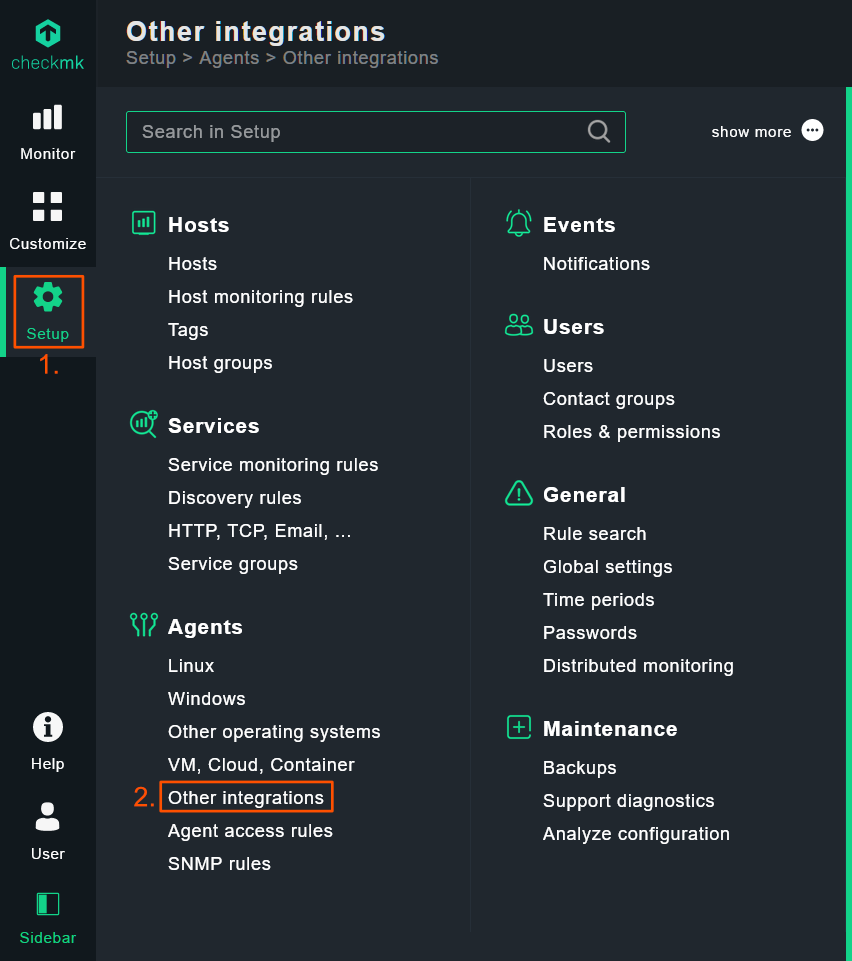 Other integrations
Setup > Agents > Other integrations
checkmk
Monitor
Customize
Setup
1.
Help
User
Sidebar
Search in Setup
show more
Hosts
Hosts
Host monitoring rules
Tags
Host groups
Services
Service monitoring rules
Discovery rules
HTTP, TCP, Email, ...
Service groups
Agents
Linux
Windows
Other operating systems
VM, Cloud, Container
2. Other integrations
Agent access rules
SNMP rules
Events
Notifications
Users
Users
Contact groups
Roles & permissions
General
Rule search
Global settings
Time periods
Passwords
Distributed monitoring
Maintenance
Backups
Support diagnostics
Analyze configuration